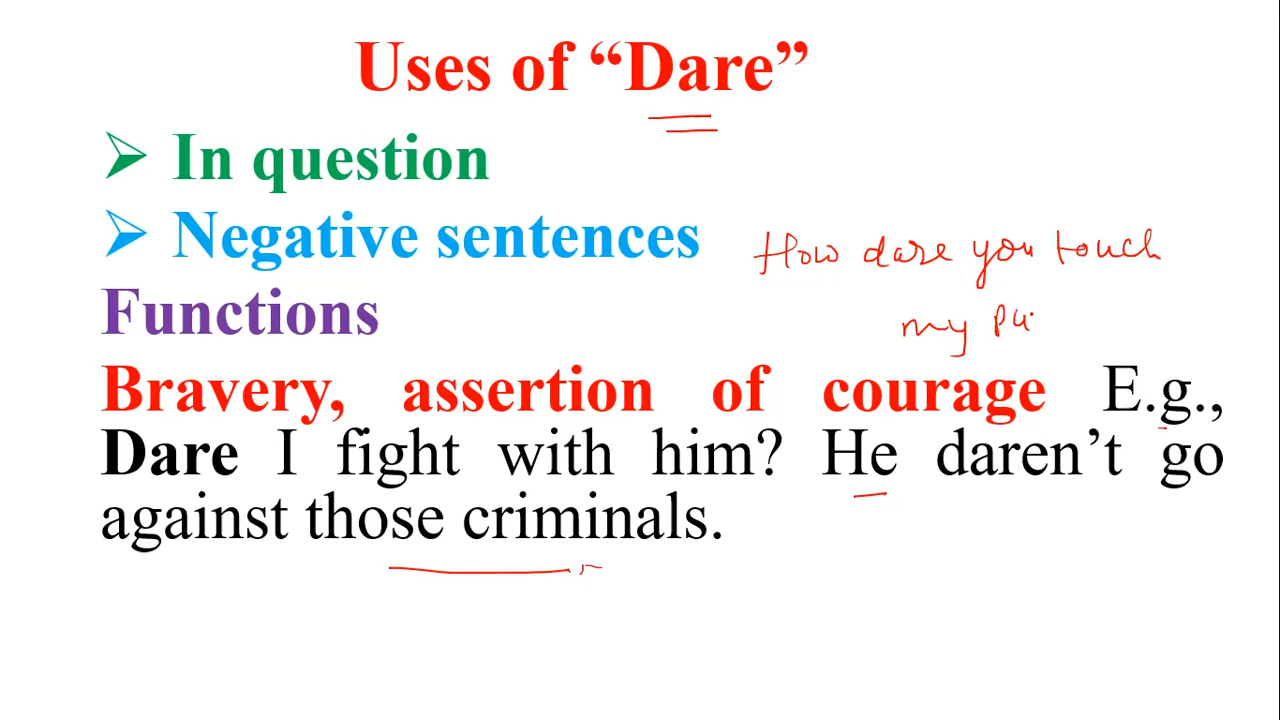 Uses of “Dare”
➢ In question
➢ Negative sentences
How dare you touch
my
Functions
Bravery, assertion of courage E.g.,
Dare I fight with him? He daren’t go
against those criminals.